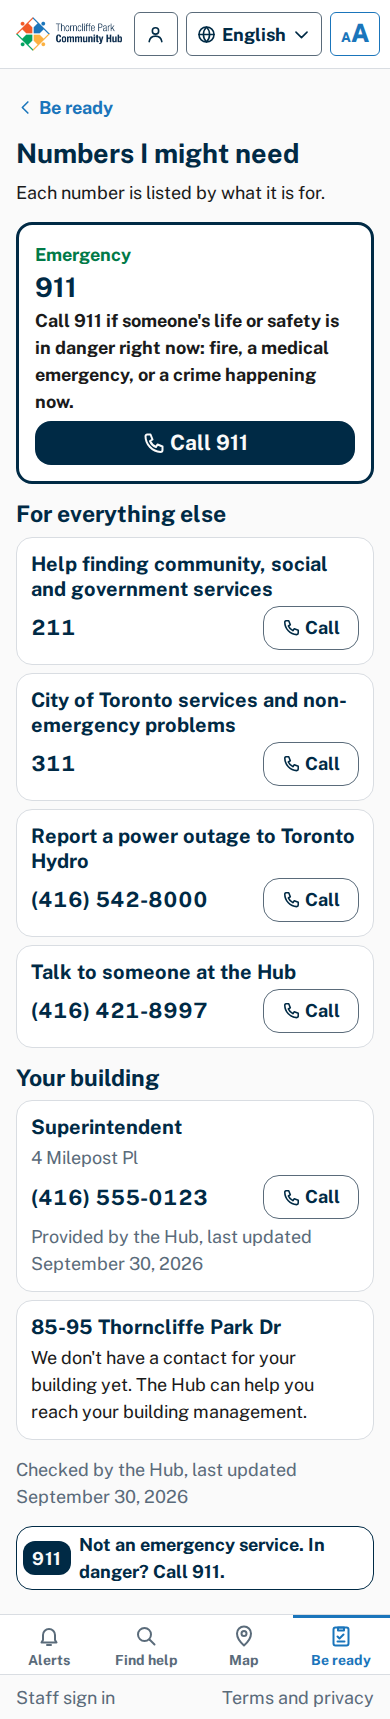 Thorncliffe Park
Community Hub
English
AA
Be ready
Numbers I might need
Each number is listed by what it is for.
Emergency
911
Call 911 if someone's life or safety is
in danger right now: fire, a medical
emergency, or a crime happening
now.
Call 911
For everything else
Help finding community, social
and government services
211
Call
City of Toronto services and non-
emergency problems
311
Call
Report a power outage to Toronto
Hydro
(416) 542-8000
Call
Talk to someone at the Hub
(416) 421-8997
Call
Your building
Superintendent
4 Milepost Pl
(416) 555-0123
Call
Provided by the Hub, last updated
September 30, 2026
85-95 Thorncliffe Park Dr
We don't have a contact for your
building yet. The Hub can help you
reach your building management.
Checked by the Hub, last updated
September 30, 2026
911
Not an emergency service. In
danger? Call 911.
Alerts
Find help
Map
Be ready
Staff sign in
Terms and privacy